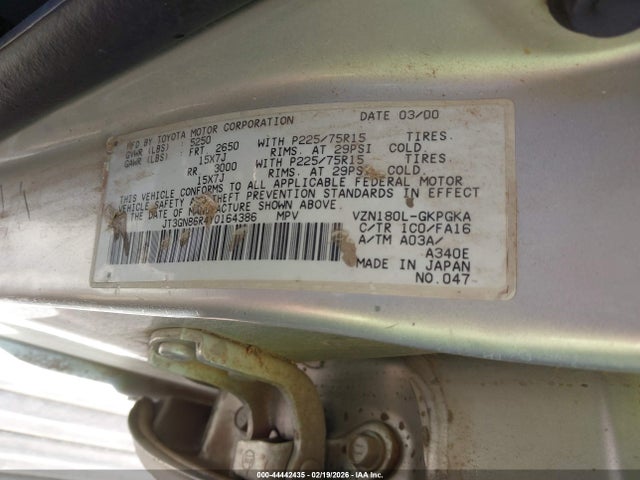 DATE 03/00
MFD BY TOYOTA MOTOR CORPORATION
GVWR (LBS): 5250
GAWR (LBS): FRT 2650 WITH P225/75R15 TIRES.
15X7J RIMS. AT 29PSI COLD.
RR 3000 WITH P225/75R15 TIRES.
15X7J RIMS. AT 29PSI COLD.
THIS VEHICLE CONFORMS TO ALL APPLICABLE FEDERAL MOTOR
VEHICLE SAFETY AND THEFT PREVENTION STANDARDS IN EFFECT
ON THE DATE OF MANUFACTURE SHOWN ABOVE.
MPV VZN180L-GKPGKA
C/TR 1C0/FA16
A/TM A03A/
A340E
MADE IN JAPAN
NO.047
000-44442435 - 02/19/2026 - COPYRIGHT IAA, LLC